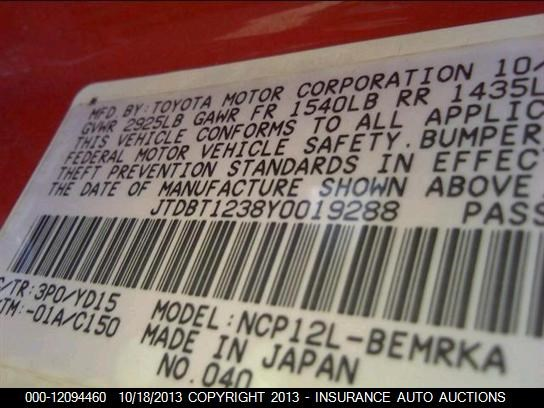 MFD BY: TOYOTA MOTOR CORPORATION 10/
GVWR 2925LB GAWR FR 1540LB RR 1435L
THIS VEHICLE CONFORMS TO ALL APPLIC
FEDERAL MOTOR VEHICLE SAFETY. BUMPER
THEFT PREVENTION STANDARDS IN EFFEC
THE DATE OF MANUFACTURE SHOWN ABOVE
JTDBT1238Y0019288 PASS
C/TR: 3P0/YD15
TM: -01A/C150
MODEL: NCP12L-BEMRKA
MADE IN JAPAN
NO. 040
000-12094460 10/18/2013 COPYRIGHT 2013 - INSURANCE AUTO AUCTIONS